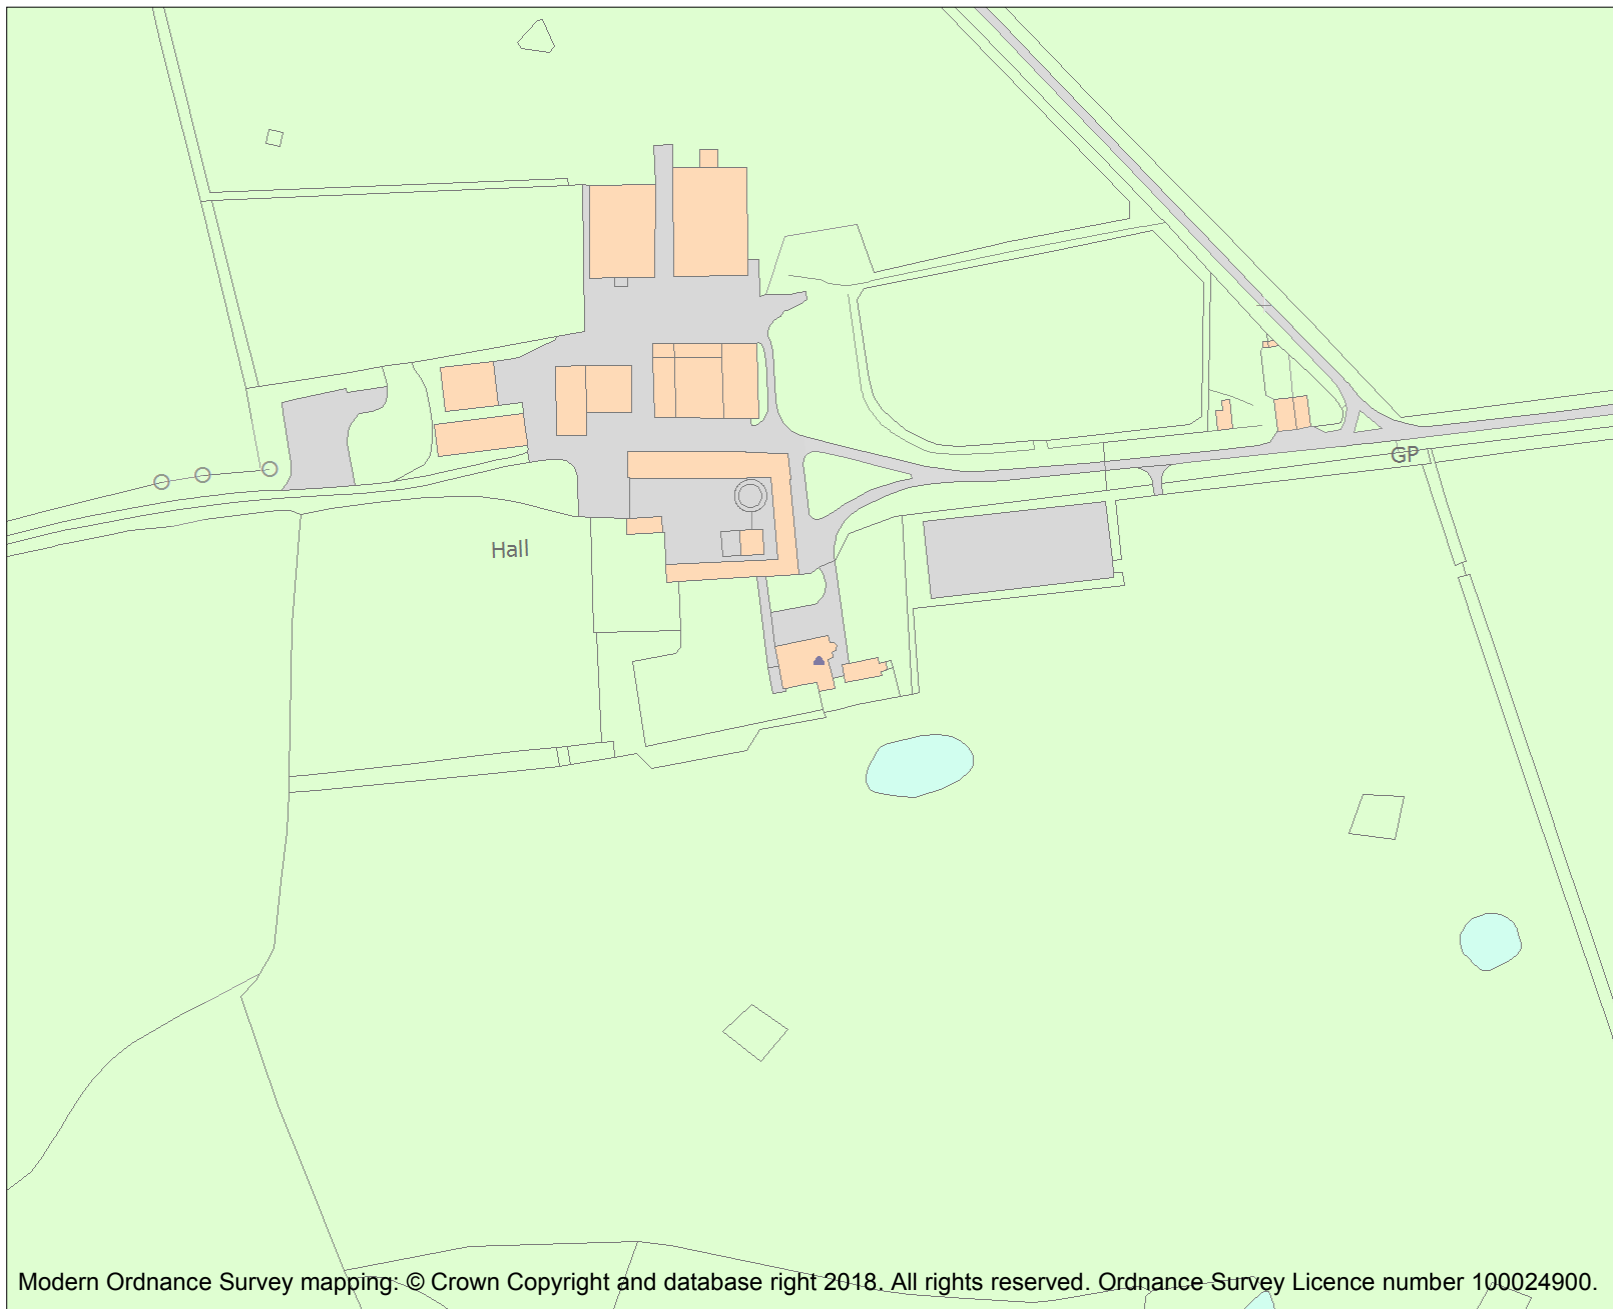 GP
Hall
Modern Ordnance Survey mapping: © Crown Copyright and database right 2018. All rights reserved. Ordnance Survey Licence number 100024900.